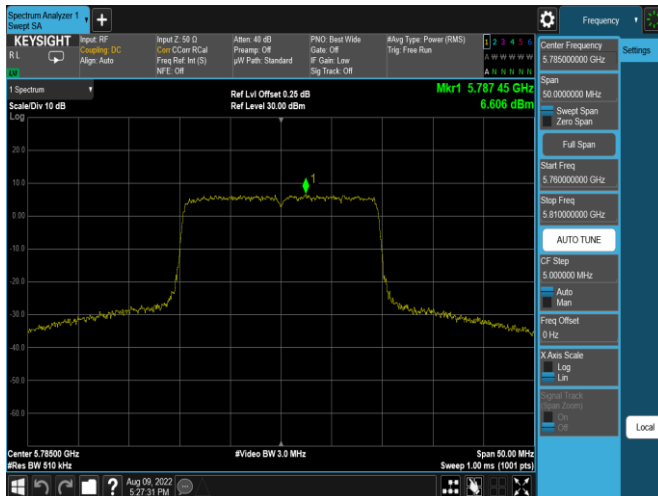 Spectrum Analyzer 1
Swept SA
+
Frequency
KEYSIGHT
R L
Input: RF
Coupling: DC
Align: Auto
Input Z: 50 Ω
Corr CCorr RCal
Freq Ref: Int (S)
NFE: Off
Atten: 40 dB
Preamp: Off
µW Path: Standard
PNO: Best Wide
Gate: Off
IF Gain: Low
Sig Track: Off
#Avg Type: Power (RMS)
Trig: Free Run
1 2 3 4 5 6
A W W W W W
A N N N N N
1 Spectrum
Scale/Div 10 dB
Log
Ref Lvl Offset 0.25 dB
Ref Level 30.00 dBm
Mkr1 5.787 45 GHz
6.606 dBm
1
20.0
10.0
0.00
-10.0
-20.0
-30.0
-40.0
-50.0
-60.0
Center 5.78500 GHz
#Res BW 510 kHz
#Video BW 3.0 MHz
Span 50.00 MHz
Sweep 1.00 ms (1001 pts)
Aug 09, 2022
5:27:31 PM
Center Frequency
5.785000000 GHz
Settings
Span
50.0000000 MHz
Swept Span
Zero Span
Full Span
Start Freq
5.760000000 GHz
Stop Freq
5.810000000 GHz
AUTO TUNE
CF Step
5.000000 MHz
Auto
Man
Freq Offset
0 Hz
X Axis Scale
Log
Lin
Signal Track
(Span Zoom)
On
Off
Local